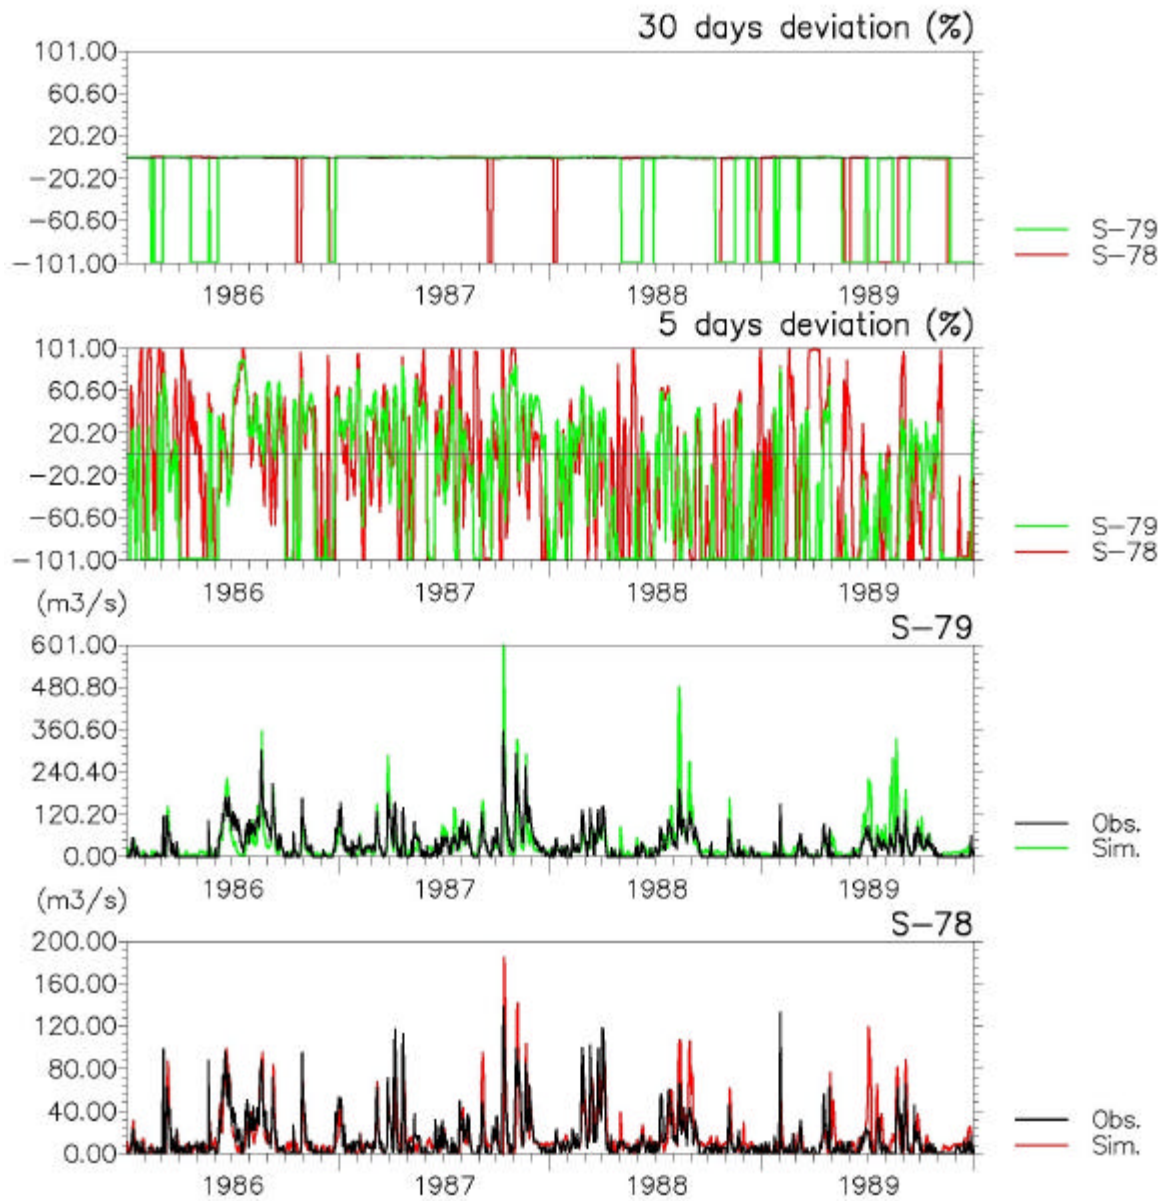 30 days deviation (%)
101.00
60.60
20.20
−20.20
−60.60
−101.00
S−79
S−78
1986 1987 1988 1989
5 days deviation (%)
101.00
60.60
20.20
−20.20
−60.60
−101.00
S−79
S−78
1986 1987 1988 1989
(m3/s)
S−79
601.00
480.80
360.60
240.40
120.20
0.00
Obs.
Sim.
1986 1987 1988 1989
(m3/s)
S−78
200.00
160.00
120.00
80.00
40.00
0.00
Obs.
Sim.
1986 1987 1988 1989